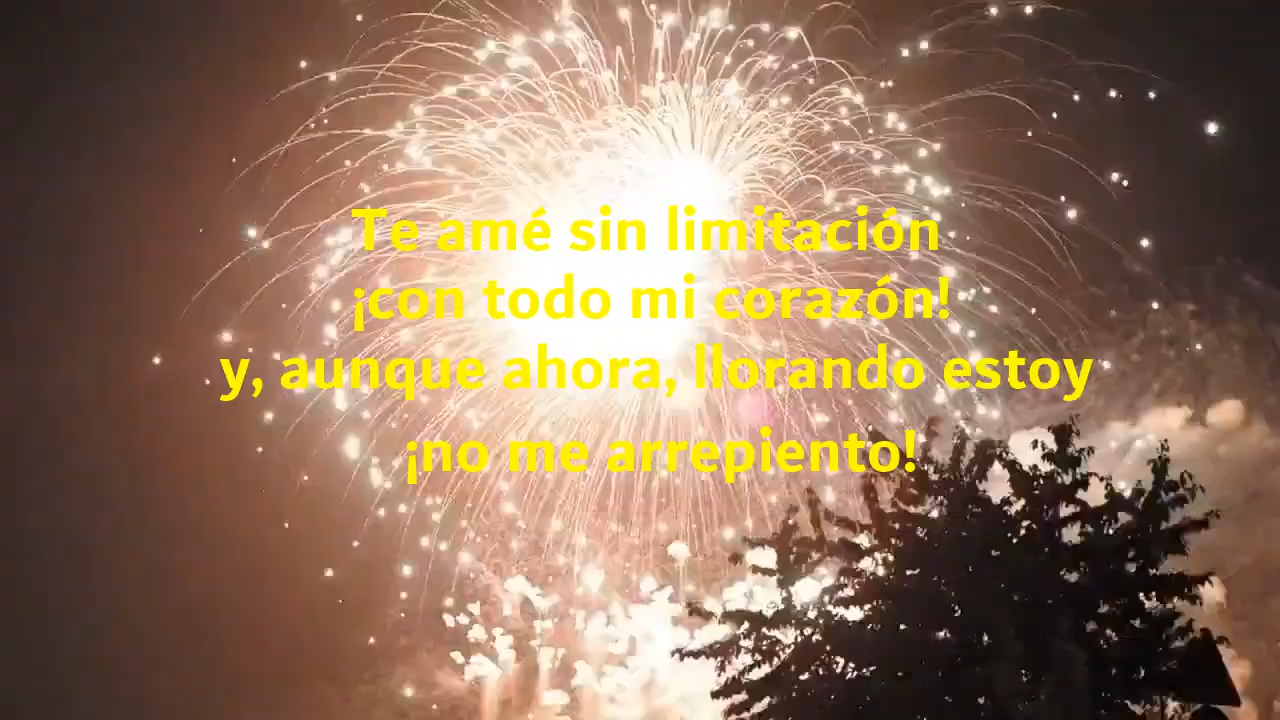 Te amé sin limitación
¡con todo mi corazón!
y, aunque ahora, llorando estoy
¡no me arrepiento!